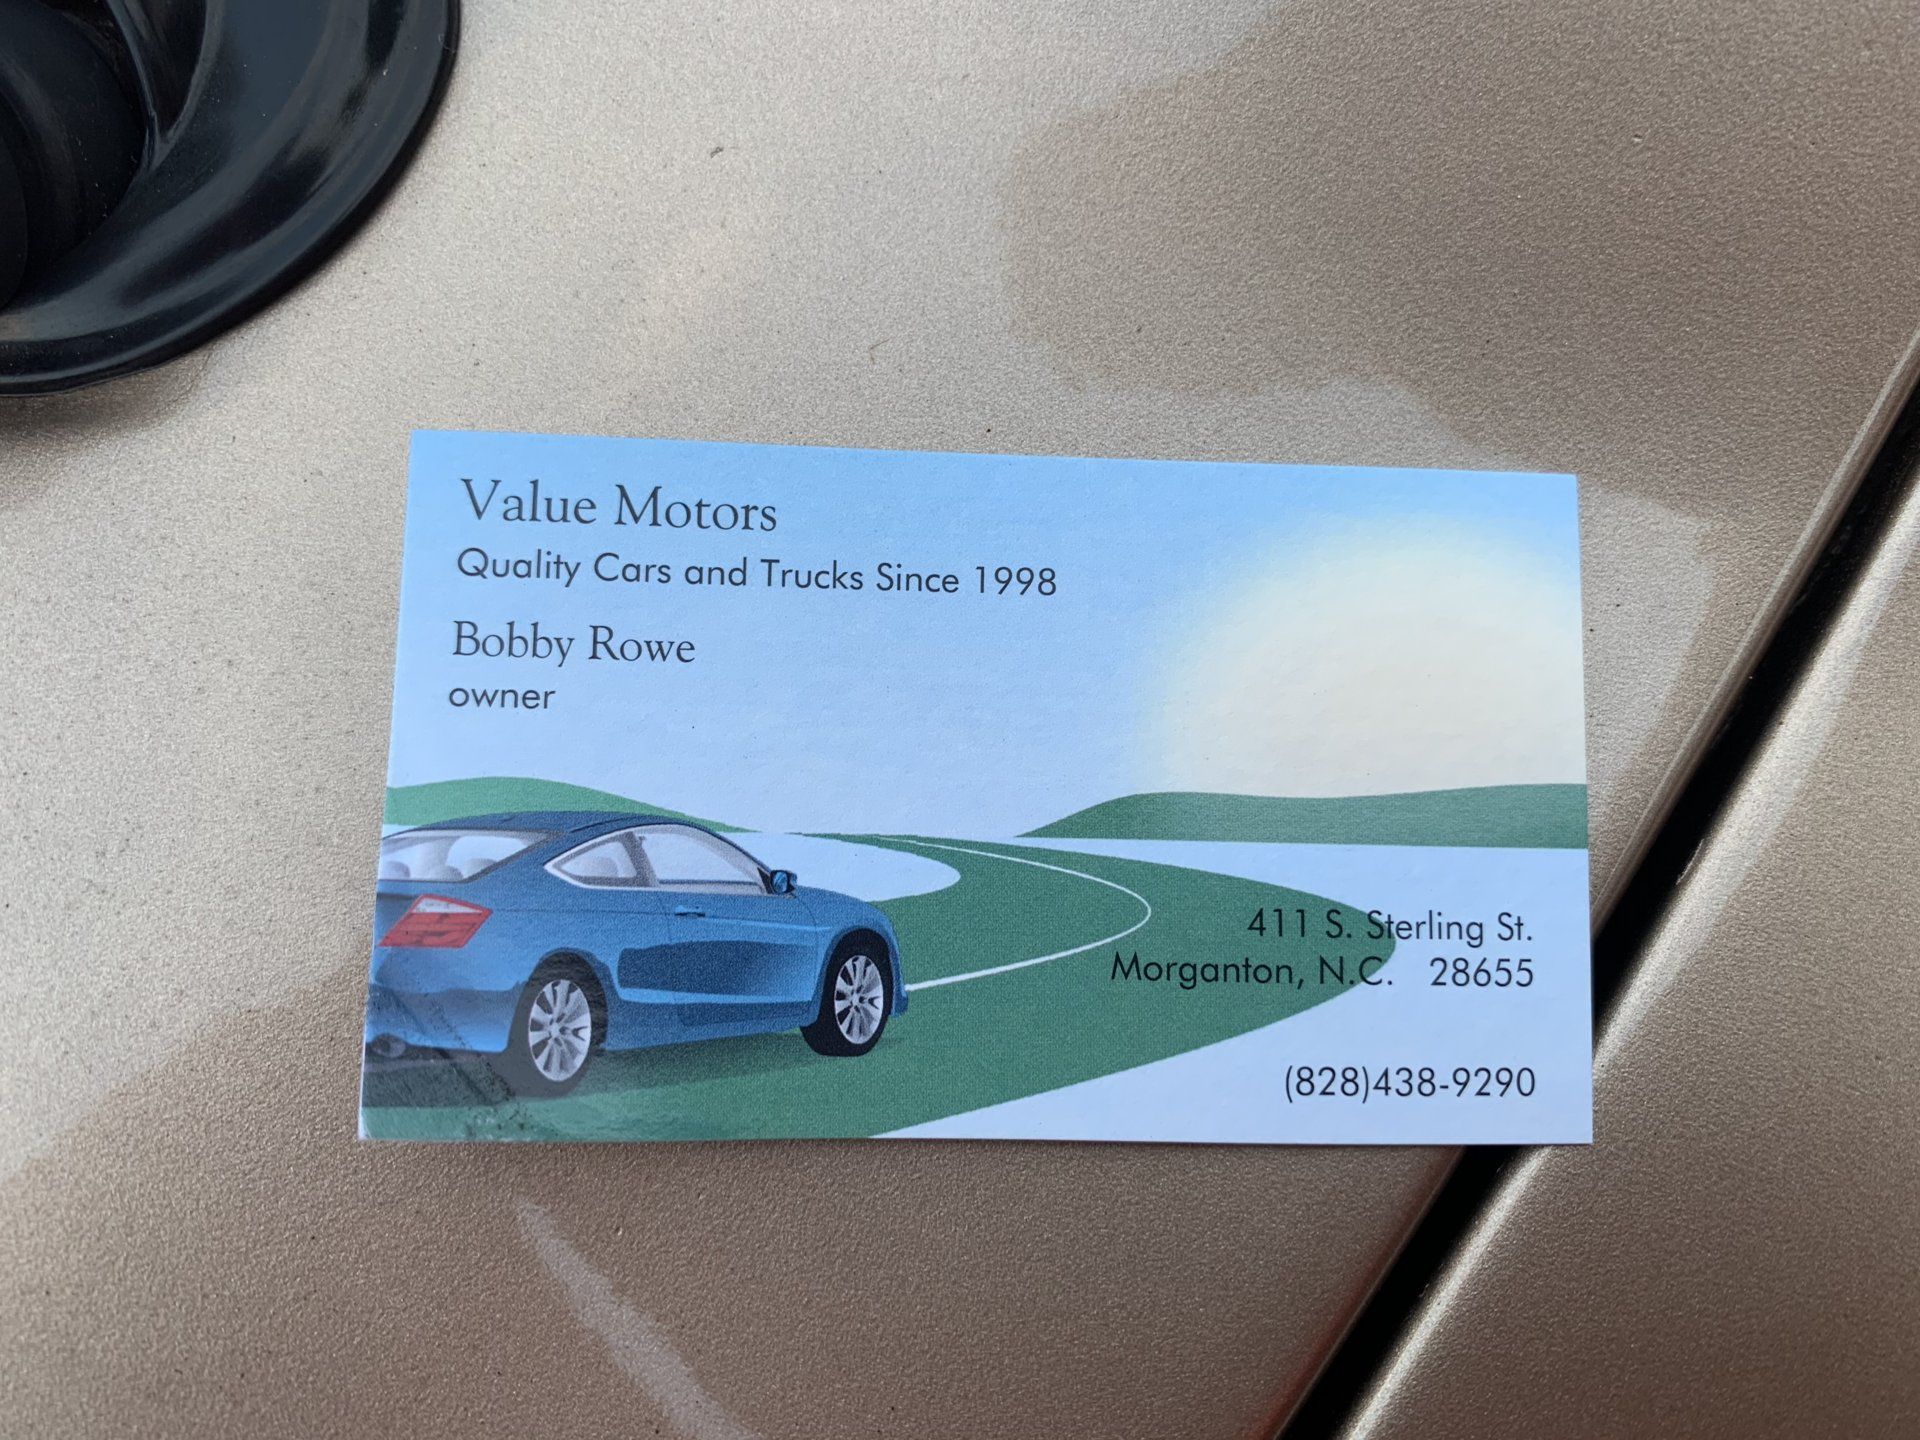 Value Motors
Quality Cars and Trucks Since 1998
Bobby Rowe
owner
411 S. Sterling St.
Morganton, N.C. 28655
(828)438-9290